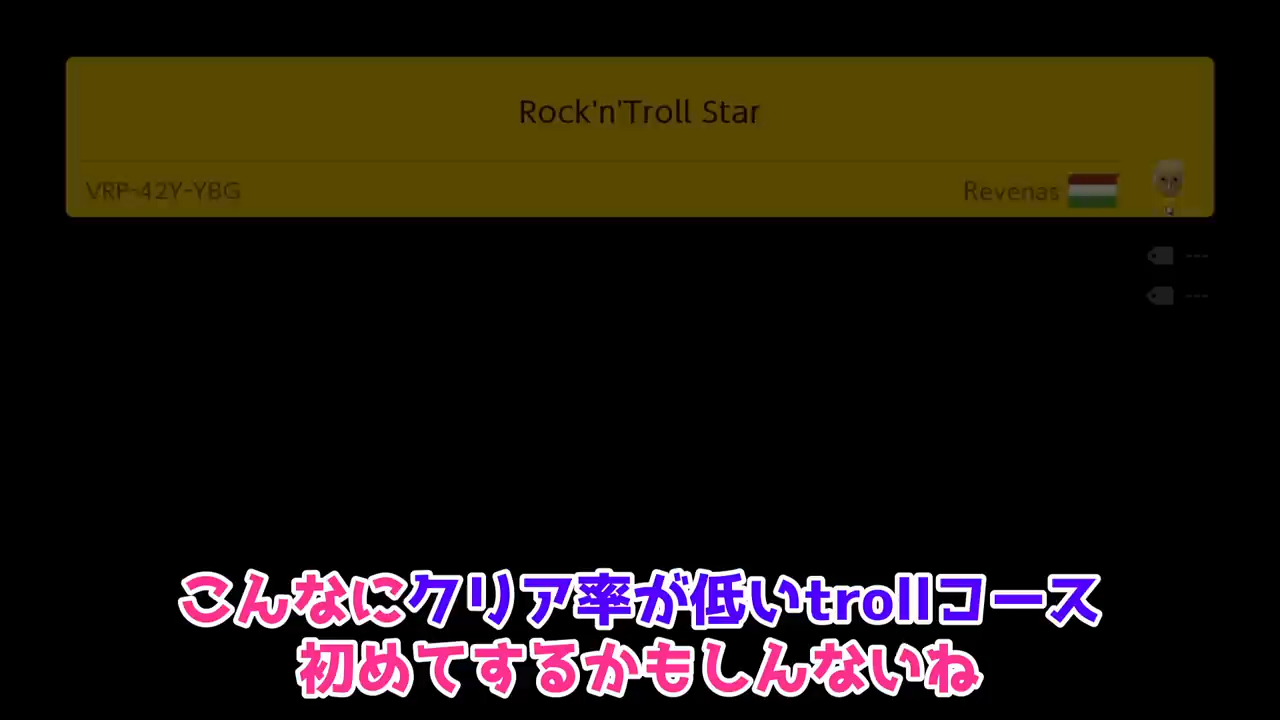 Rock'n'Troll Star
VRP-42Y-YBG
Revenas
---
---
こんなにクリア率が低いtrollコース
初めてするかもしんないね